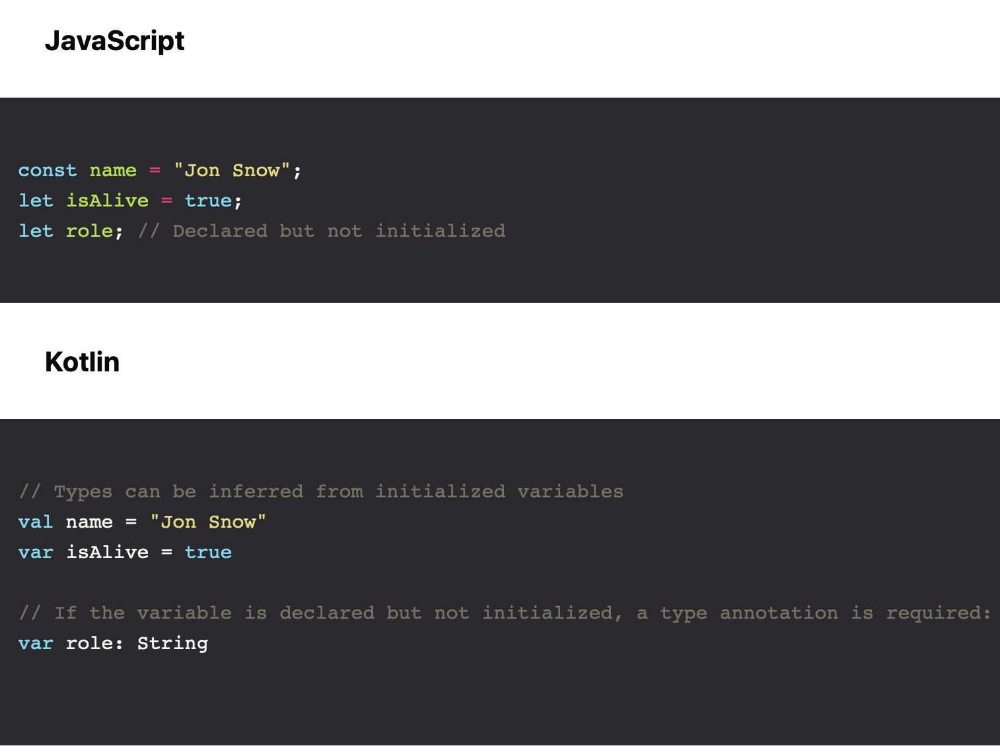 JavaScript
const name = "Jon Snow";
let isAlive = true;
let role; // Declared but not initialized
Kotlin
// Types can be inferred from initialized variables
val name = "Jon Snow"
var isAlive = true
// If the variable is declared but not initialized, a type annotation is required:
var role: String